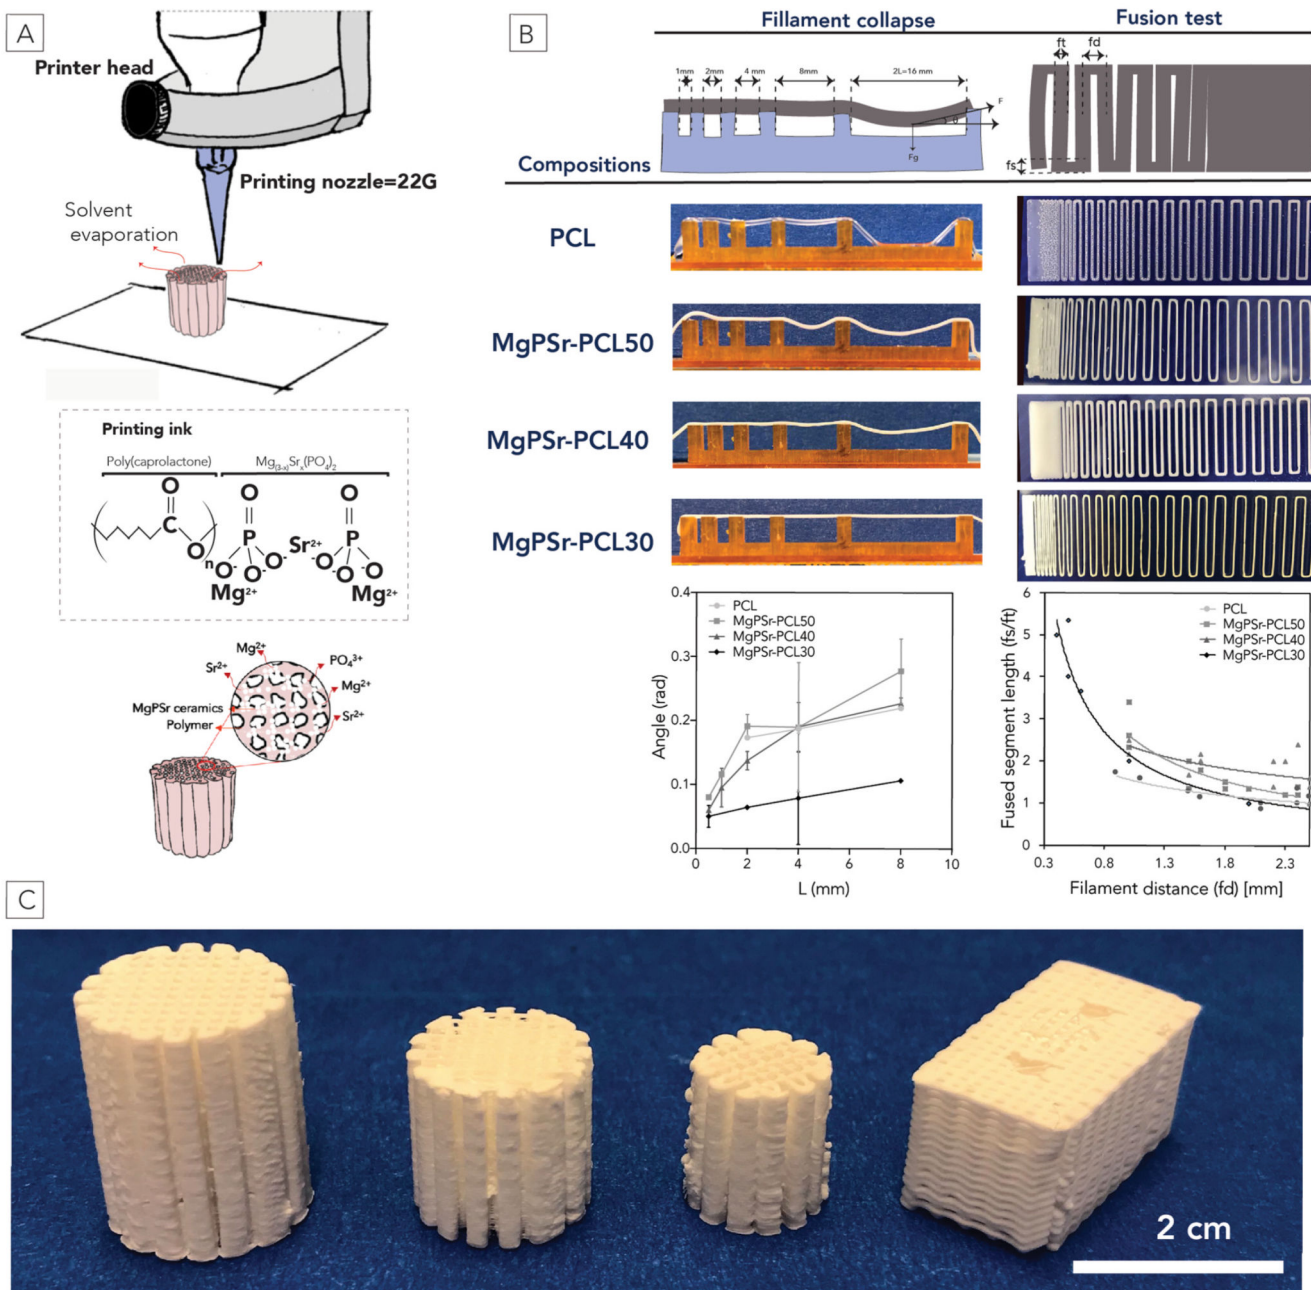 A
Printer head
Printing nozzle=22G
Solvent
evaporation
Printing ink
Poly(caprolactone)
Mg(3-x)Srx(PO4)2
O O O
C P P
O n O- O O- Sr2+ O O- -O
Mg2+ Mg2+
Mg2+
Sr2+
PO43+
MgPSr ceramics
Mg2+
Polymer
Sr2+
B
Fillament collapse
Fusion test
1mm 2mm 4 mm 8mm 2L=16 mm
F
θ
Fg
ft fd
fs
Compositions
PCL
MgPSr-PCL50
MgPSr-PCL40
MgPSr-PCL30
0.4
0.3
0.2
0.1
0.0
Angle (rad)
PCL
MgPSr-PCL50
MgPSr-PCL40
MgPSr-PCL30
0 2 4 6 8 10
L (mm)
6
5
4
3
2
1
0
Fused segment length (fs/ft)
PCL
MgPSr-PCL50
MgPSr-PCL40
MgPSr-PCL30
0.3 0.8 1.3 1.8 2.3
Filament distance (fd) [mm]
C
2 cm